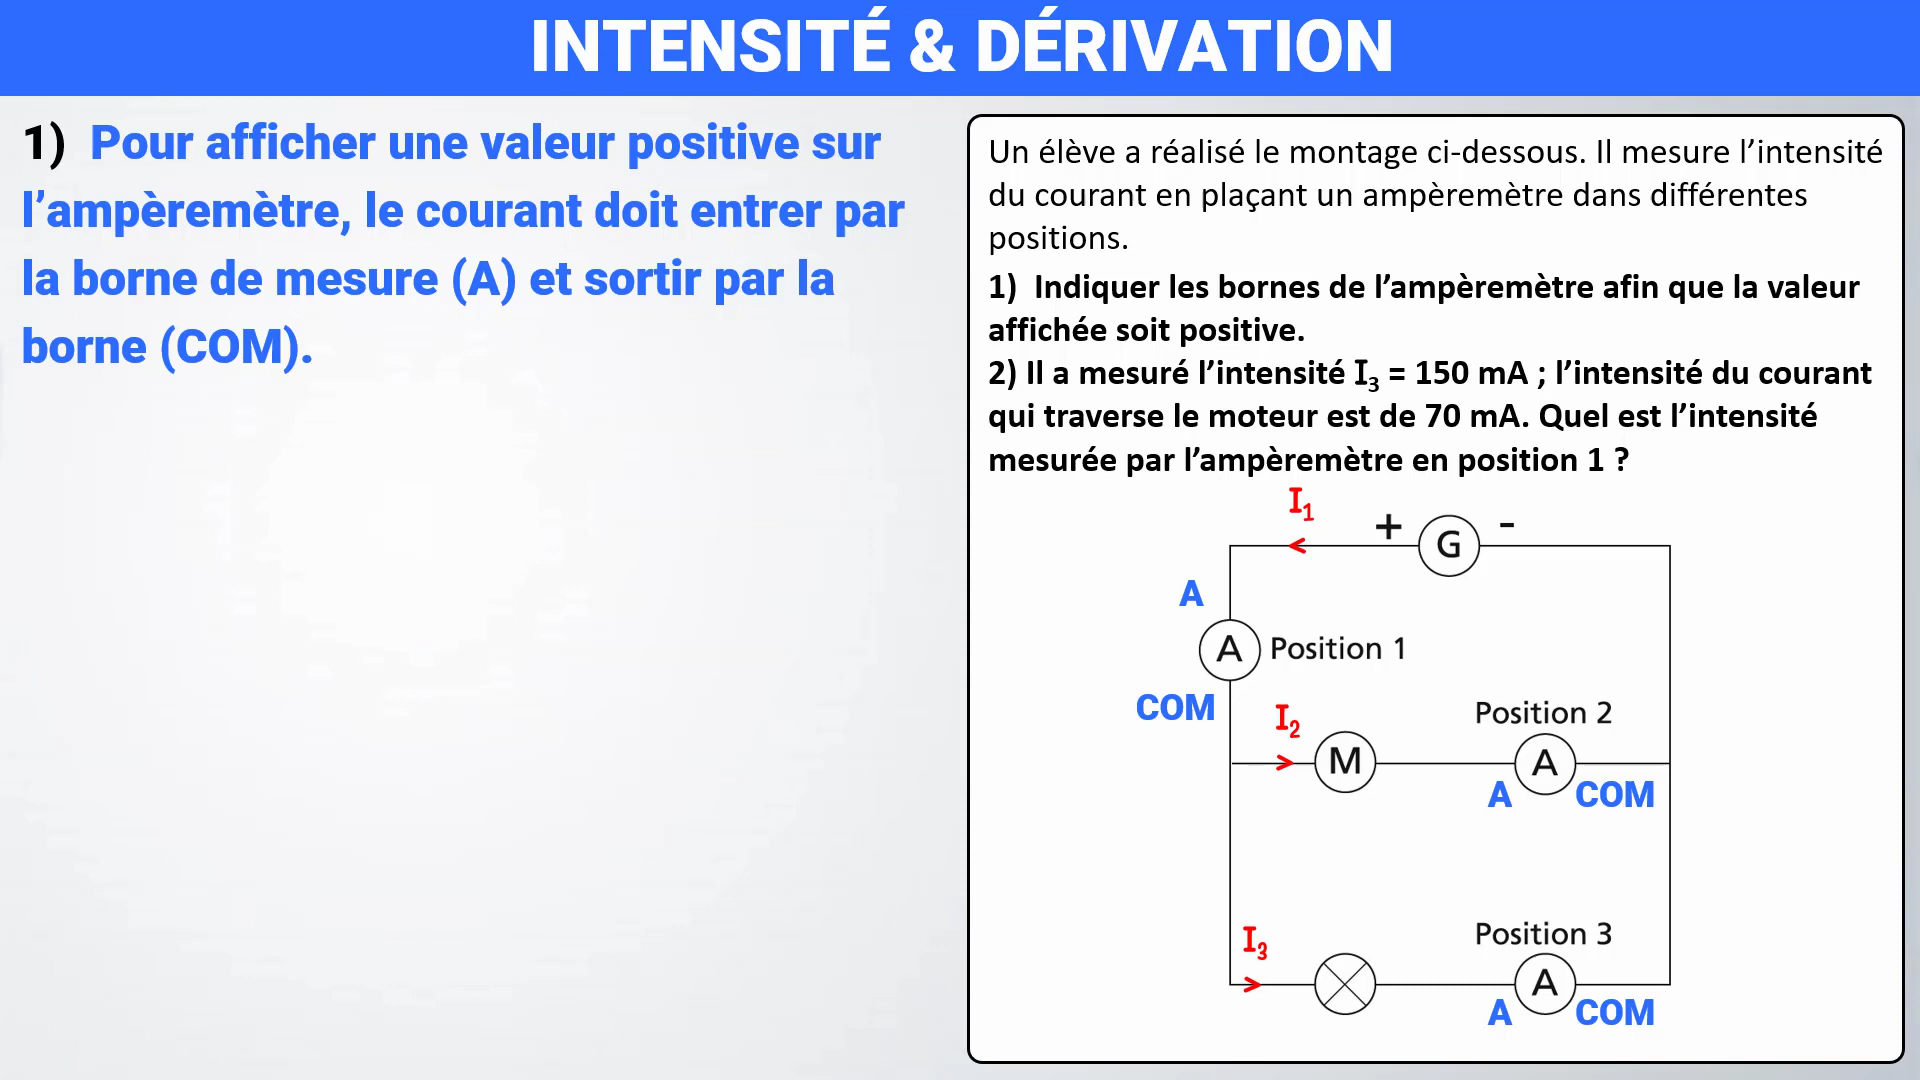 INTENSITÉ & DÉRIVATION
1) Pour afficher une valeur positive sur
l’ampèremètre, le courant doit entrer par
la borne de mesure (A) et sortir par la
borne (COM).
Un élève a réalisé le montage ci-dessous. Il mesure l’intensité
du courant en plaçant un ampèremètre dans différentes
positions.
1) Indiquer les bornes de l’ampèremètre afin que la valeur
affichée soit positive.
2) Il a mesuré l’intensité I₃ = 150 mA ; l’intensité du courant
qui traverse le moteur est de 70 mA. Quel est l’intensité
mesurée par l’ampèremètre en position 1 ?
I₁
+ G -
A
A Position 1
COM
I₂
Position 2
M A
A COM
I₃
Position 3
A
A COM